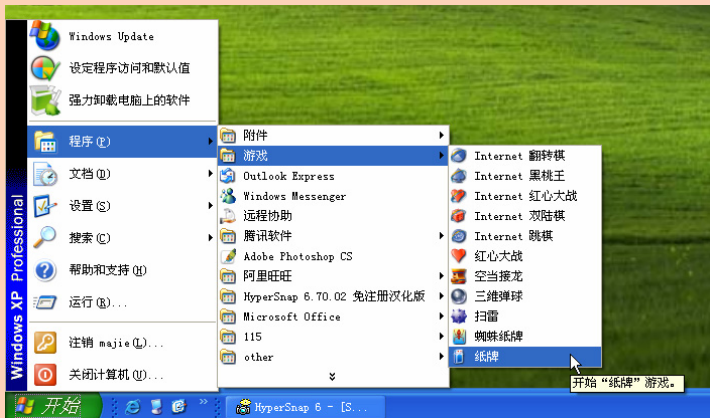 Windows XP Professional
Windows Update
设定程序访问和默认值
强力卸载电脑上的软件
程序(P)
文档(D)
设置(S)
搜索(C)
帮助和支持(H)
运行(R)...
注销 majie(L)...
关闭计算机(U)...
附件
游戏
Outlook Express
Windows Messenger
远程协助
腾讯软件
Adobe Photoshop CS
阿里旺旺
HyperSnap 6.70.02 免注册汉化版
Microsoft Office
115
other
Internet 翻转棋
Internet 黑桃王
Internet 红心大战
Internet 双陆棋
Internet 跳棋
红心大战
空当接龙
三维弹球
扫雷
蜘蛛纸牌
纸牌
开始“纸牌”游戏。
开始
HyperSnap 6 - [S...